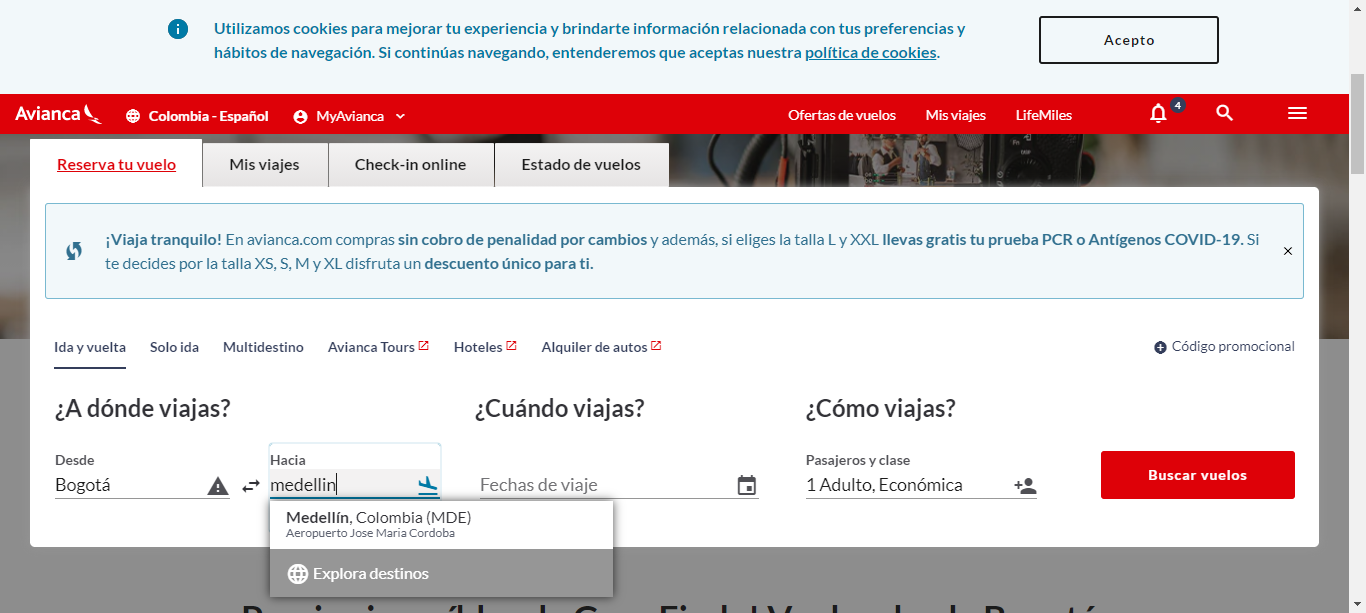 Utilizamos cookies para mejorar tu experiencia y brindarte información relacionada con tus preferencias y
hábitos de navegación. Si continúas navegando, entenderemos que aceptas nuestra política de cookies.
Acepto
Avianca
Colombia - Español
MyAvianca
Ofertas de vuelos
Mis viajes
LifeMiles
4
Reserva tu vuelo
Mis viajes
Check-in online
Estado de vuelos
¡Viaja tranquilo! En avianca.com compras sin cobro de penalidad por cambios y además, si eliges la talla L y XXL llevas gratis tu prueba PCR o Antígenos COVID-19. Si
te decides por la talla XS, S, M y XL disfruta un descuento único para ti.
Ida y vuelta
Solo ida
Multidestino
Avianca Tours
Hoteles
Alquiler de autos
Código promocional
¿A dónde viajas?
¿Cuándo viajas?
¿Cómo viajas?
Desde
Bogotá
Hacia
medellin
Fechas de viaje
Pasajeros y clase
1 Adulto, Económica
Buscar vuelos
Medellín, Colombia (MDE)
Aeropuerto Jose Maria Cordoba
Explora destinos